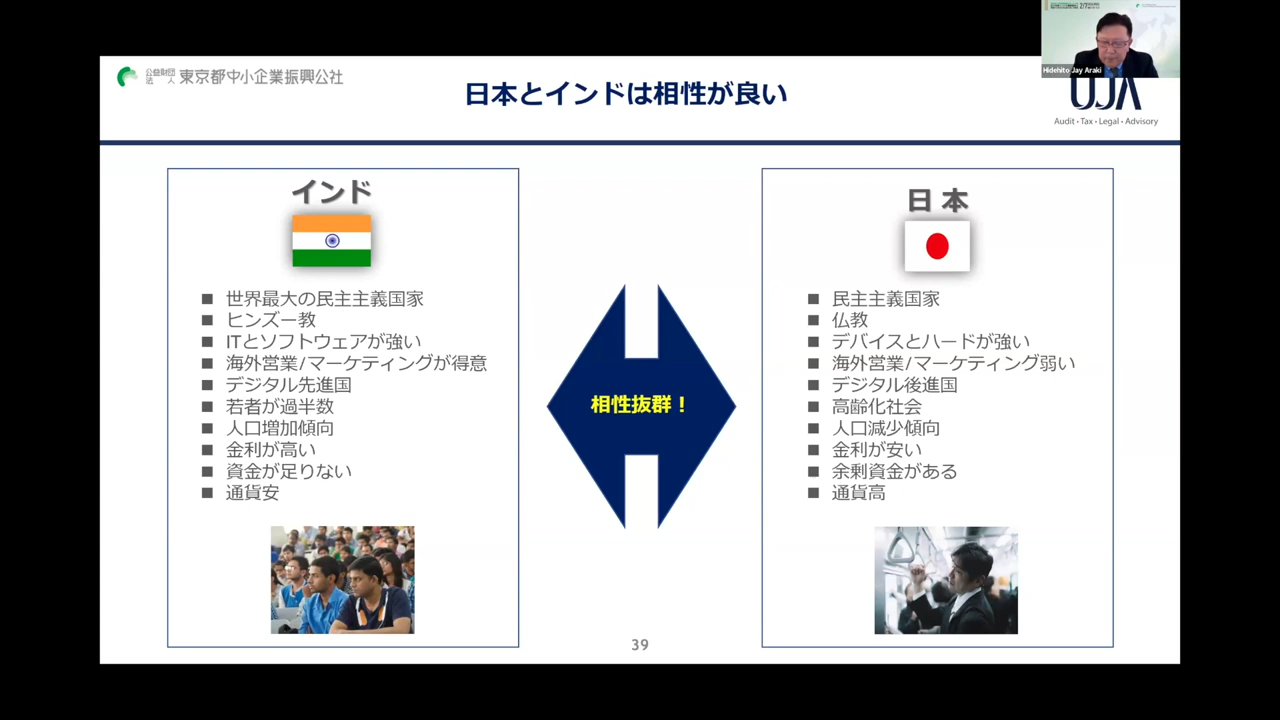 公益財団法人 東京都中小企業振興公社
日本とインドは相性が良い
Hidehito Jay Araki
UJA
Audit・Tax・Legal・Advisory
インド
世界最大の民主主義国家
ヒンズー教
ITとソフトウェアが強い
海外営業/マーケティングが得意
デジタル先進国
若者が過半数
人口増加傾向
金利が高い
資金が足りない
通貨安
相性抜群！
日 本
民主主義国家
仏教
デバイスとハードが強い
海外営業/マーケティング弱い
デジタル後進国
高齢化社会
人口減少傾向
金利が安い
余剰資金がある
通貨高
39